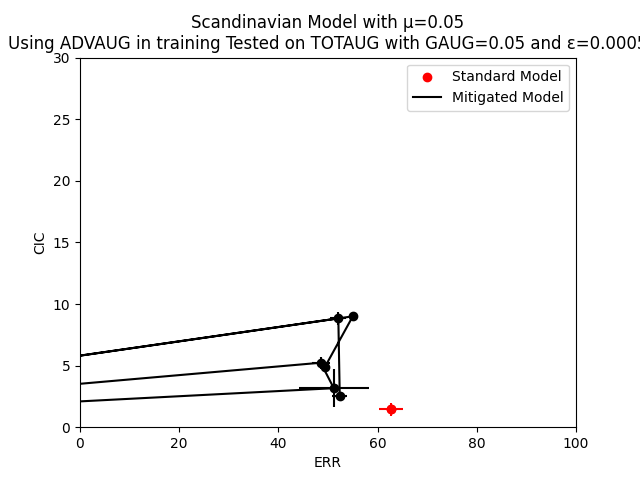 Scandinavian Model with μ=0.05
Using ADVAUG in training Tested on TOTAUG with GAUG=0.05 and ε=0.0005
Standard Model
Mitigated Model
30
25
20
15
10
5
0
CIC
0 20 40 60 80 100
ERR